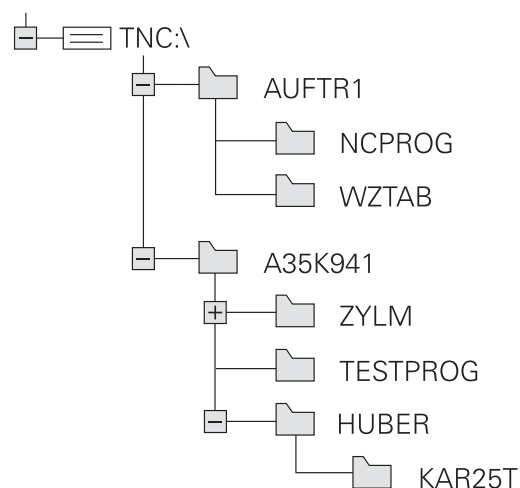 TNC:\
AUFTR1
NCPROG
WZTAB
A35K941
ZYLM
TESTPROG
HUBER
KAR25T